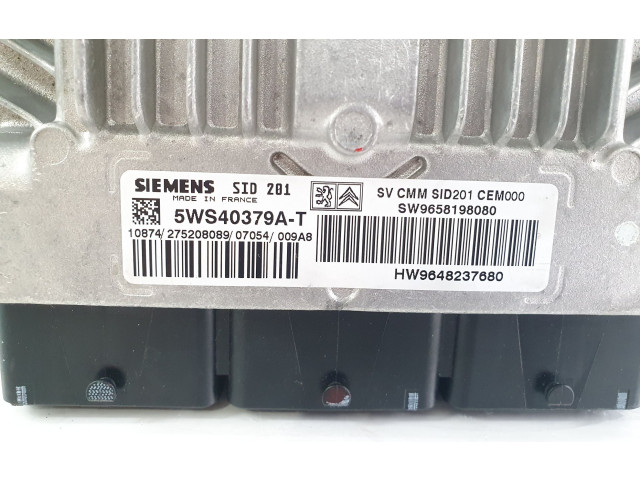 SIEMENS SID 201
MADE IN FRANCE
5WS40379A-T
10874/275208089/07054/009A8
SV CMM SID201 CEM000
SW9658198080
HW9648237680